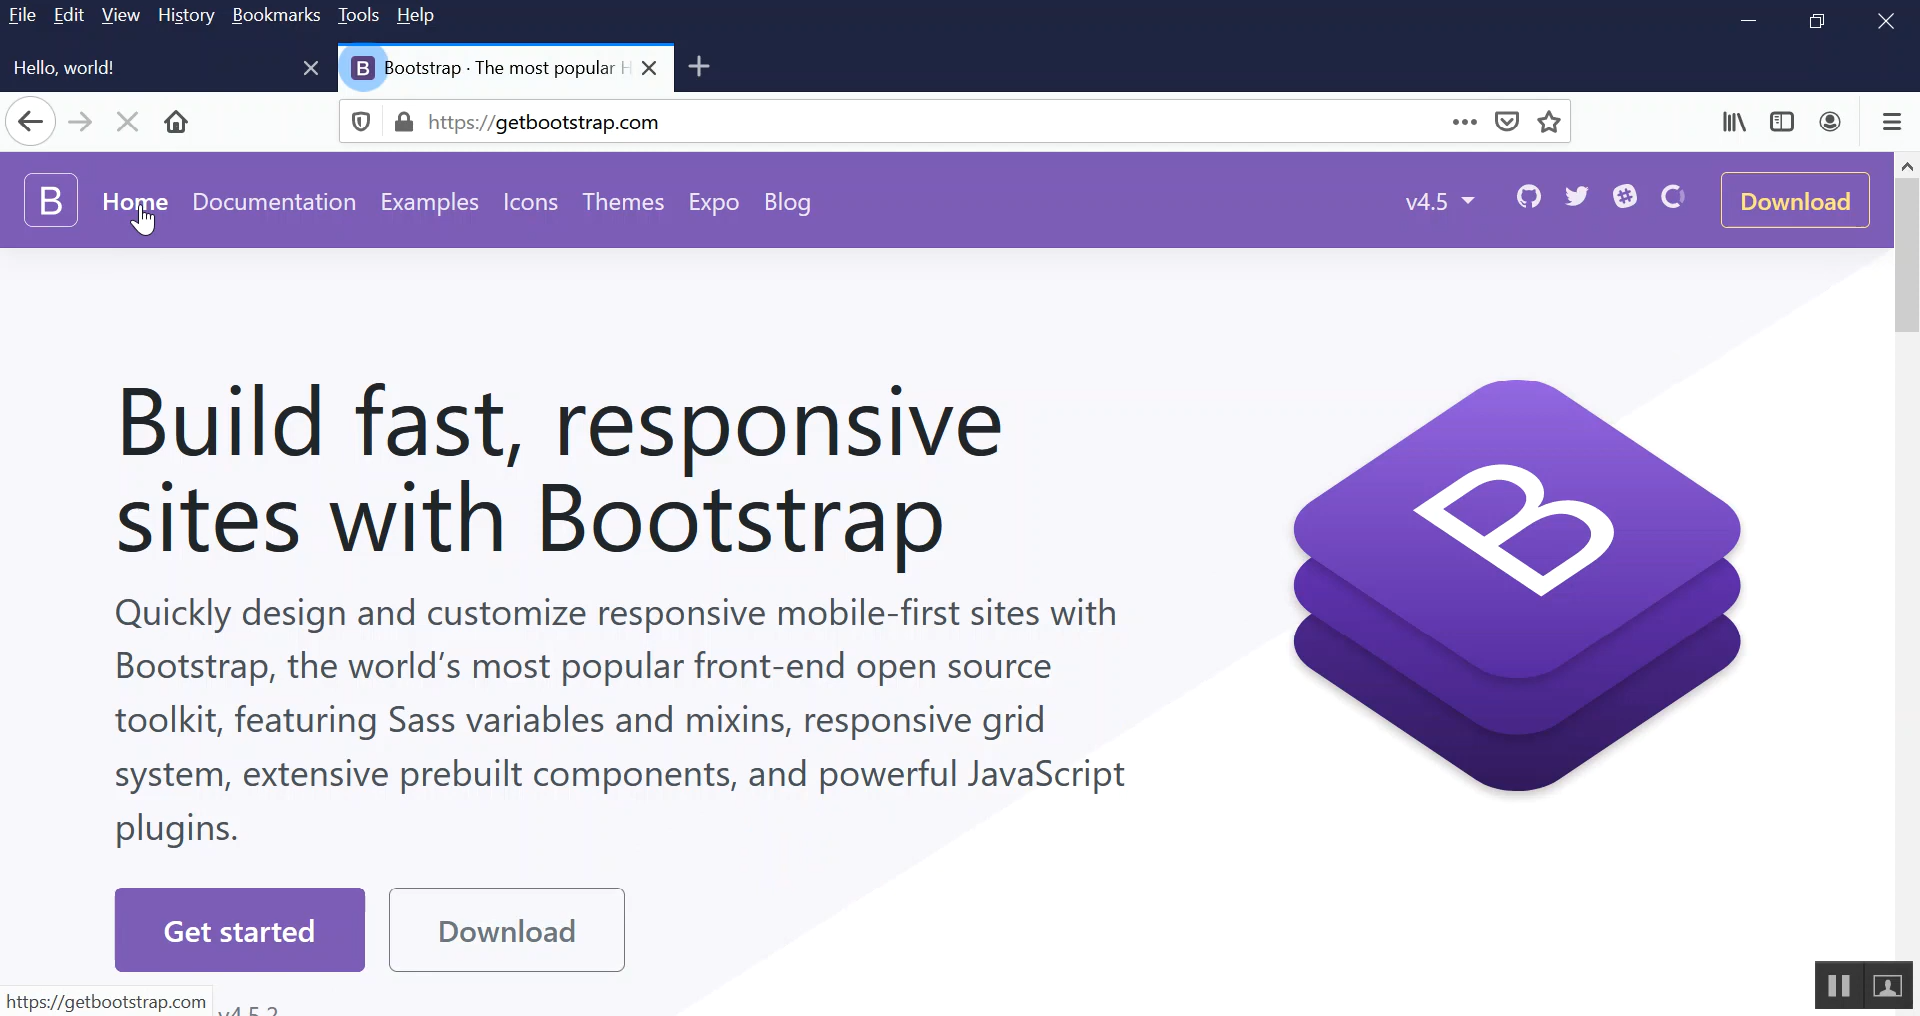 File Edit View History Bookmarks Tools Help
Hello, world!
B Bootstrap · The most popular H
https://getbootstrap.com
B Home Documentation Examples Icons Themes Expo Blog v4.5 Download
Build fast, responsive
sites with Bootstrap
B
Quickly design and customize responsive mobile-first sites with
Bootstrap, the world's most popular front-end open source
toolkit, featuring Sass variables and mixins, responsive grid
system, extensive prebuilt components, and powerful JavaScript
plugins.
Get started Download
https://getbootstrap.com
v4.5.2